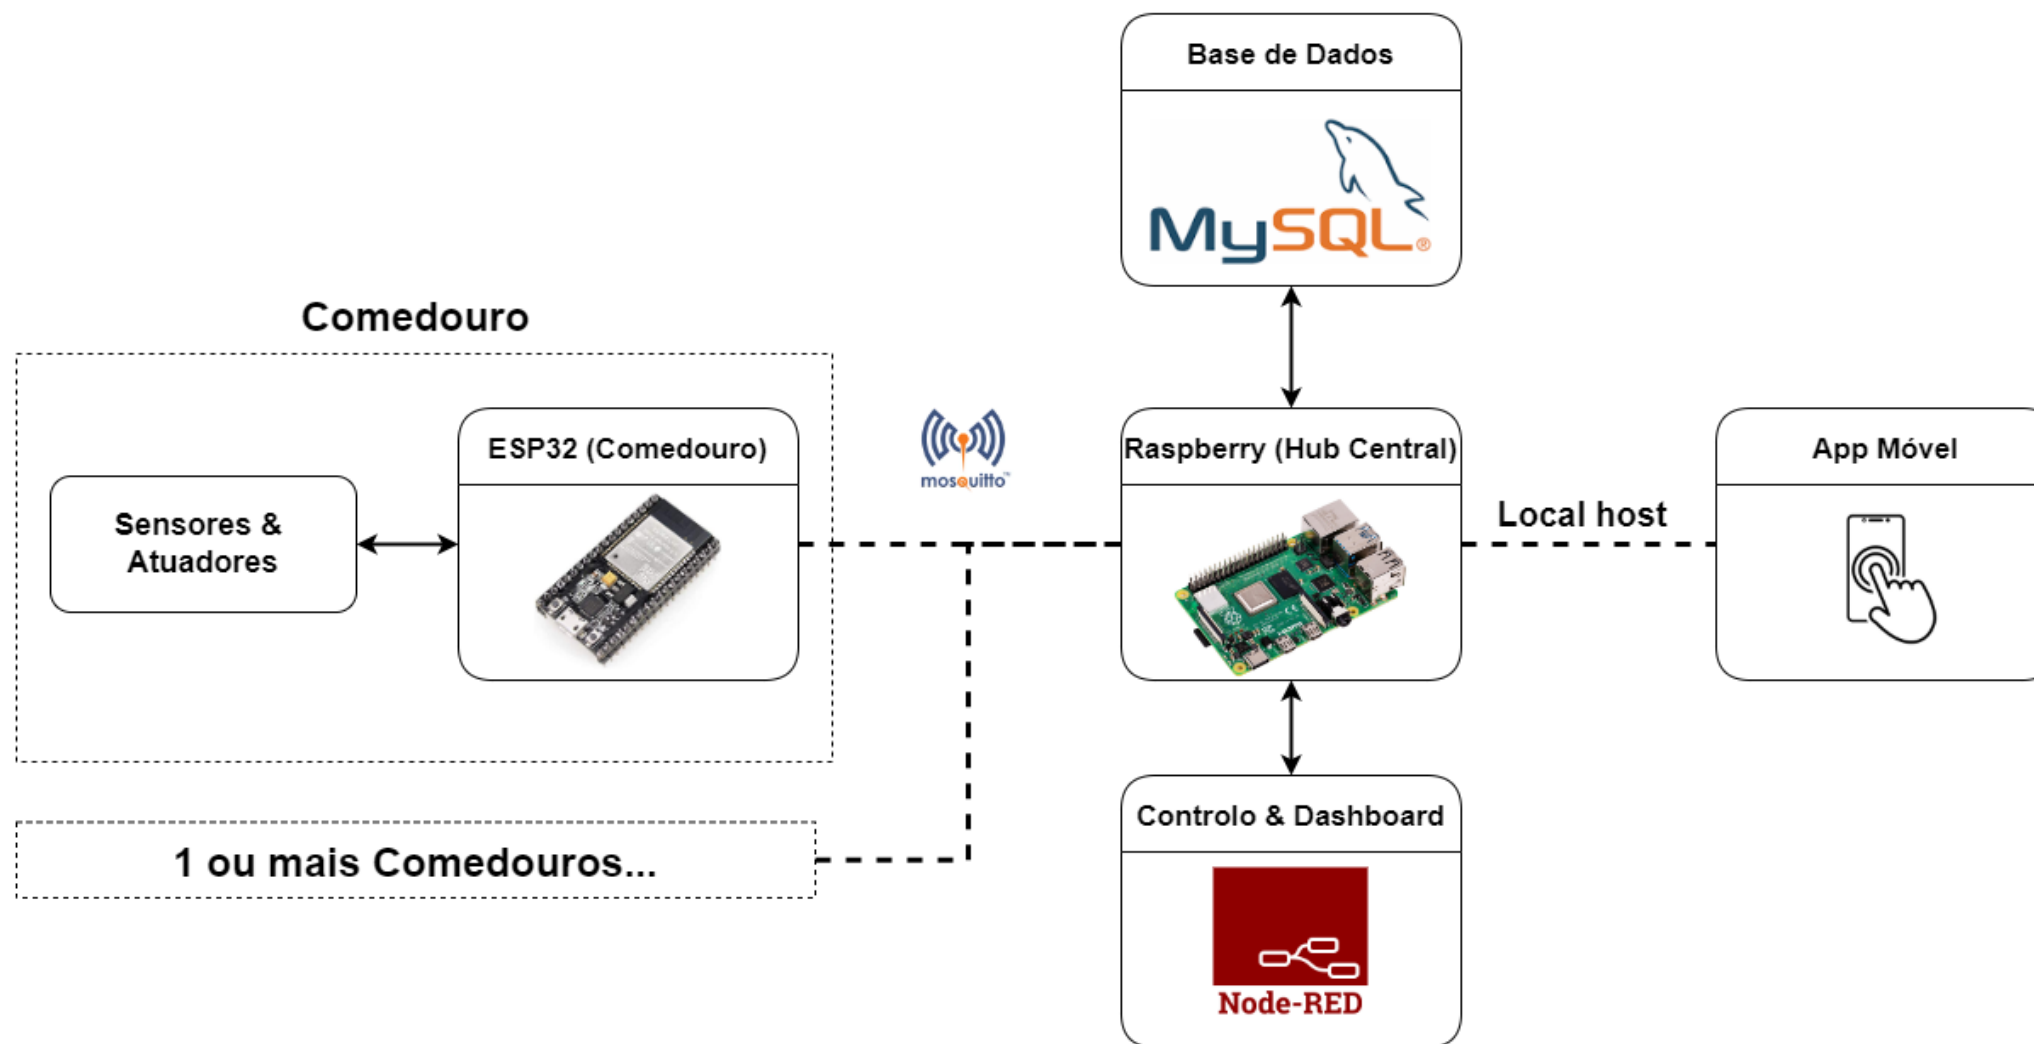 Base de Dados
MySQL®
Comedouro
ESP32 (Comedouro)
Sensores &
Atuadores
mosquitto™
Raspberry (Hub Central)
Local host
App Móvel
1 ou mais Comedouros...
Controlo & Dashboard
Node-RED